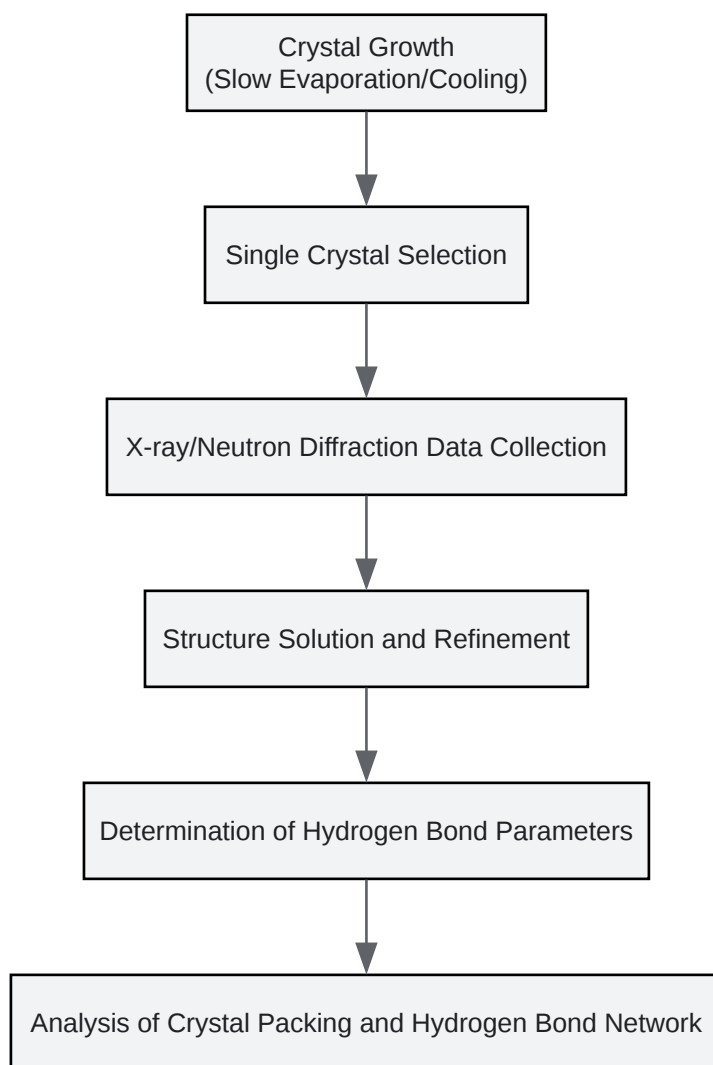 Crystal Growth
(Slow Evaporation/Cooling)
Single Crystal Selection
X-ray/Neutron Diffraction Data Collection
Structure Solution and Refinement
Determination of Hydrogen Bond Parameters
Analysis of Crystal Packing and Hydrogen Bond Network